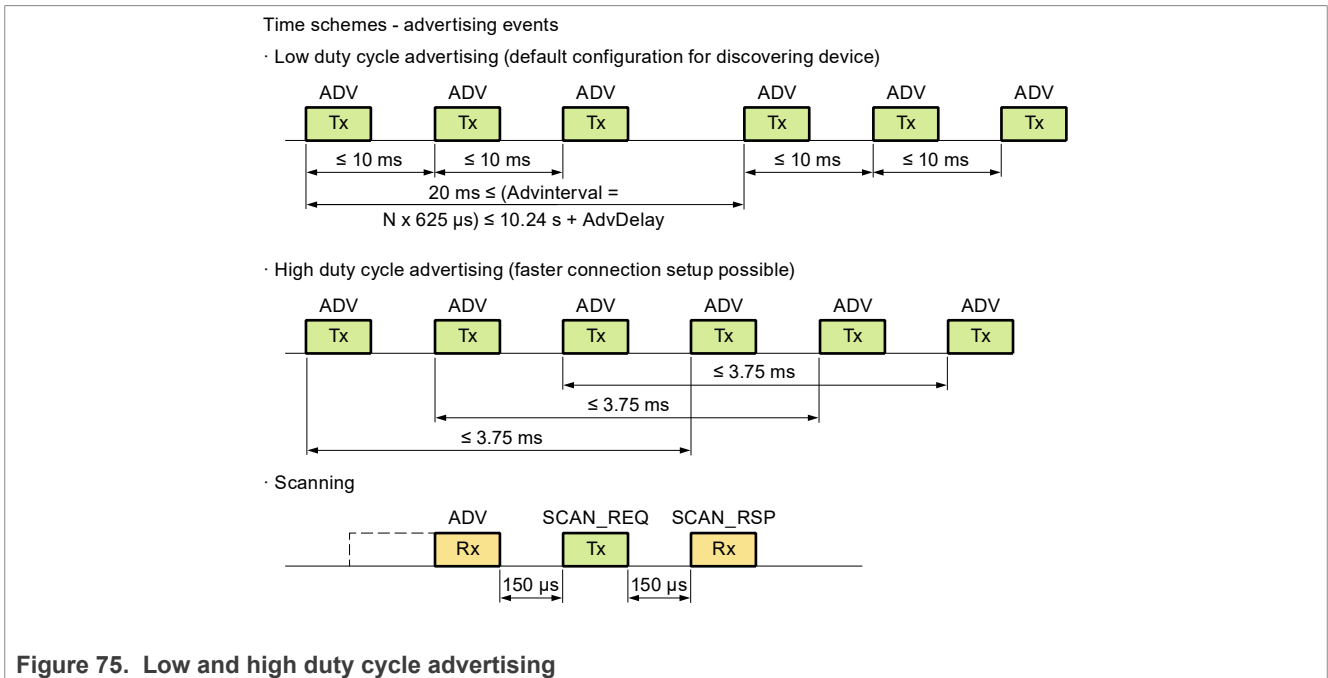 Time schemes - advertising events
· Low duty cycle advertising (default configuration for discovering device)
ADV ADV ADV ADV ADV ADV
Tx Tx Tx Tx Tx Tx
≤ 10 ms ≤ 10 ms ≤ 10 ms ≤ 10 ms
20 ms ≤ (Advinterval =
N x 625 µs) ≤ 10.24 s + AdvDelay
· High duty cycle advertising (faster connection setup possible)
ADV ADV ADV ADV ADV ADV
Tx Tx Tx Tx Tx Tx
≤ 3.75 ms
≤ 3.75 ms
≤ 3.75 ms
· Scanning
ADV SCAN_REQ SCAN_RSP
Rx Tx Rx
150 µs 150 µs
Figure 75. Low and high duty cycle advertising